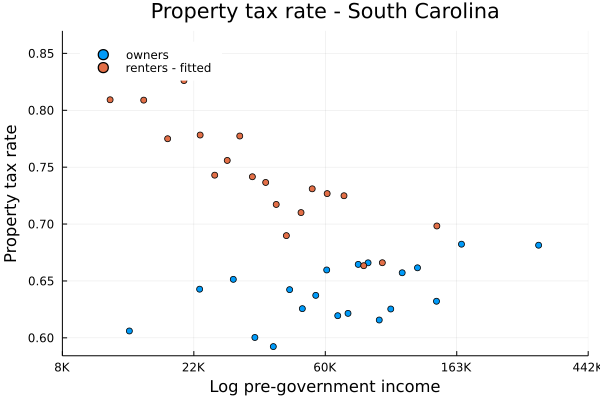 Property tax rate - South Carolina
owners
renters - fitted
0.85
0.80
0.75
0.70
0.65
0.60
Property tax rate
8K 22K 60K 163K 442K
Log pre-government income